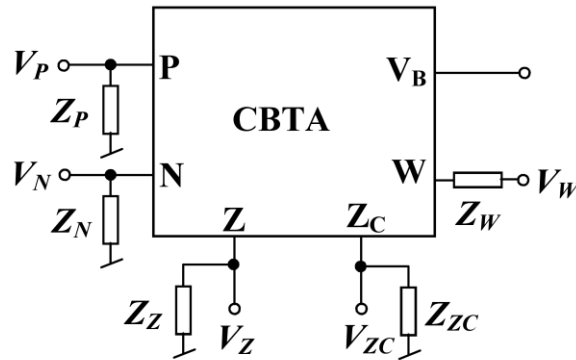 V_P P V_B
Z_P CBTA
V_N N W V_W
Z_N Z Z_C Z_W
Z_Z V_Z V_ZC Z_ZC